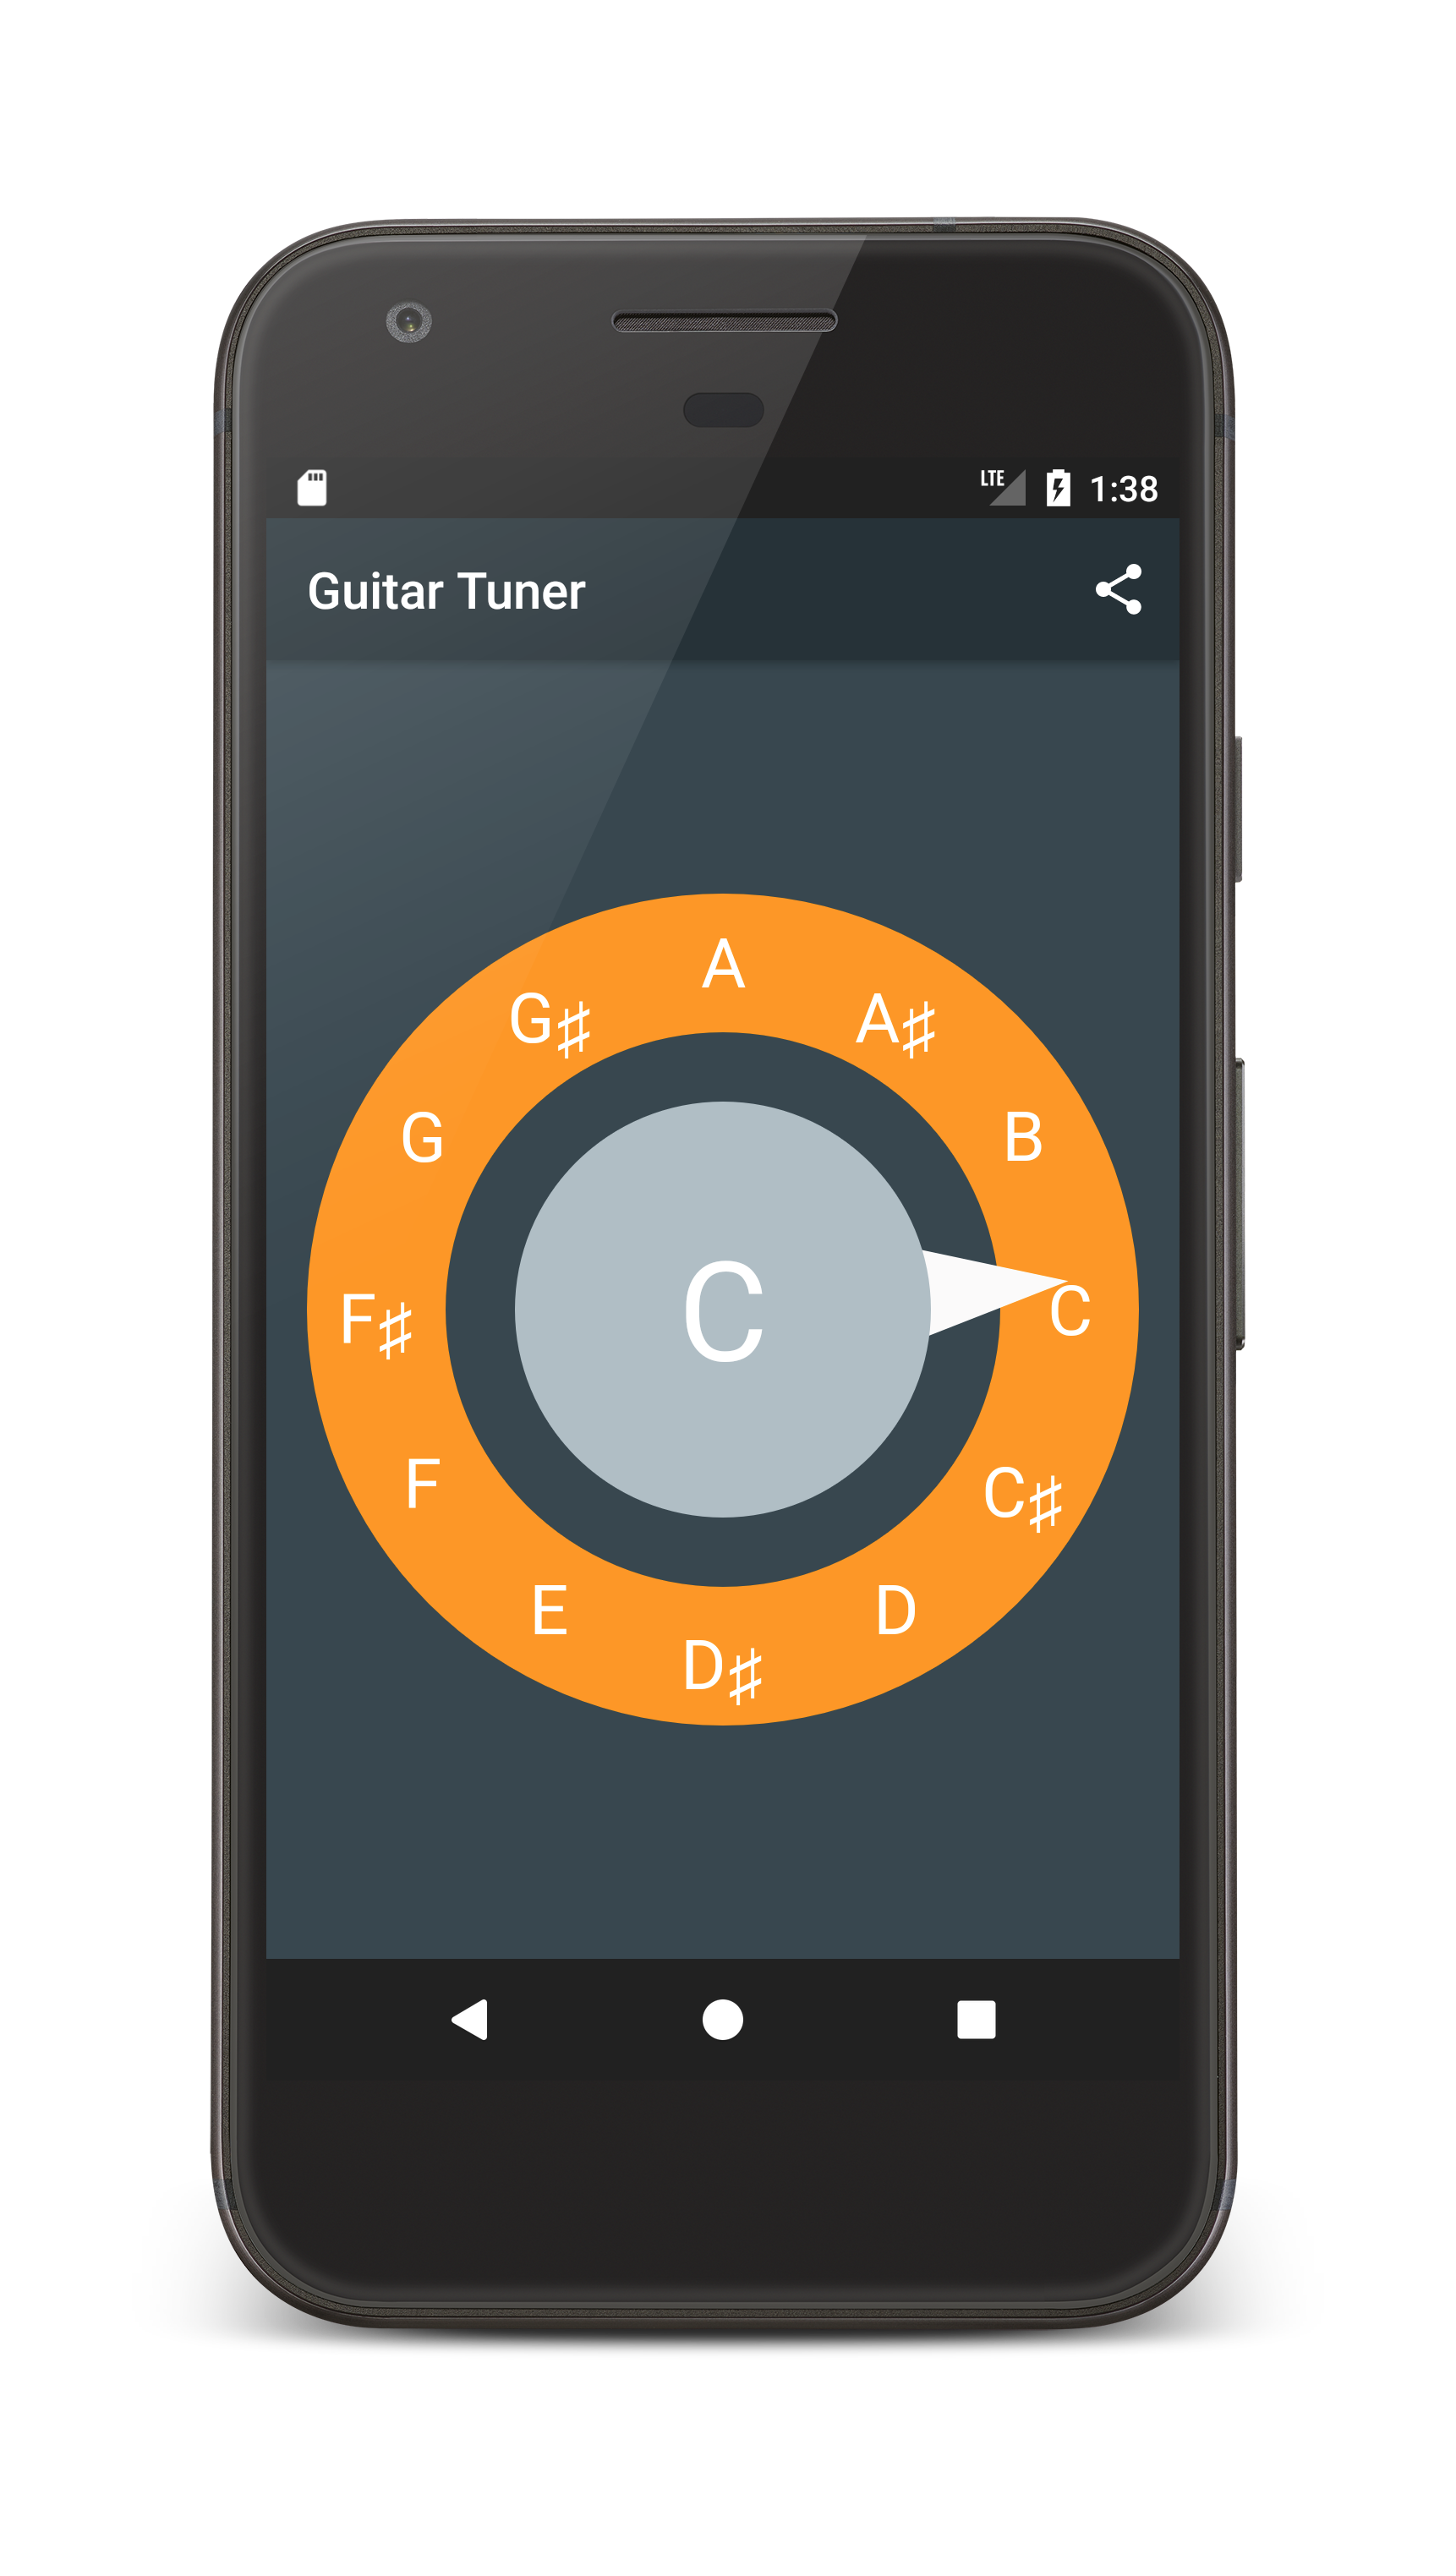 LTE 1:38
Guitar Tuner
A
G♯ A♯
G B
C
F♯ C
F C♯
E D
D♯